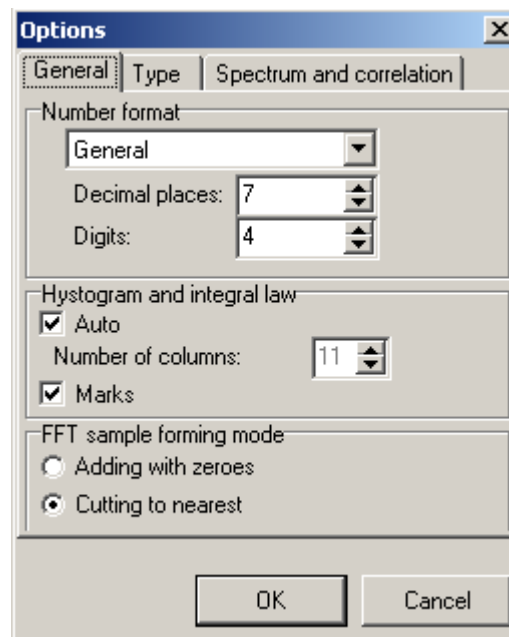 Options
General Type Spectrum and correlation
Number format
General
Decimal places: 7
Digits: 4
Hystogram and integral law
Auto
Number of columns: 11
Marks
FFT sample forming mode
Adding with zeroes
Cutting to nearest
OK Cancel